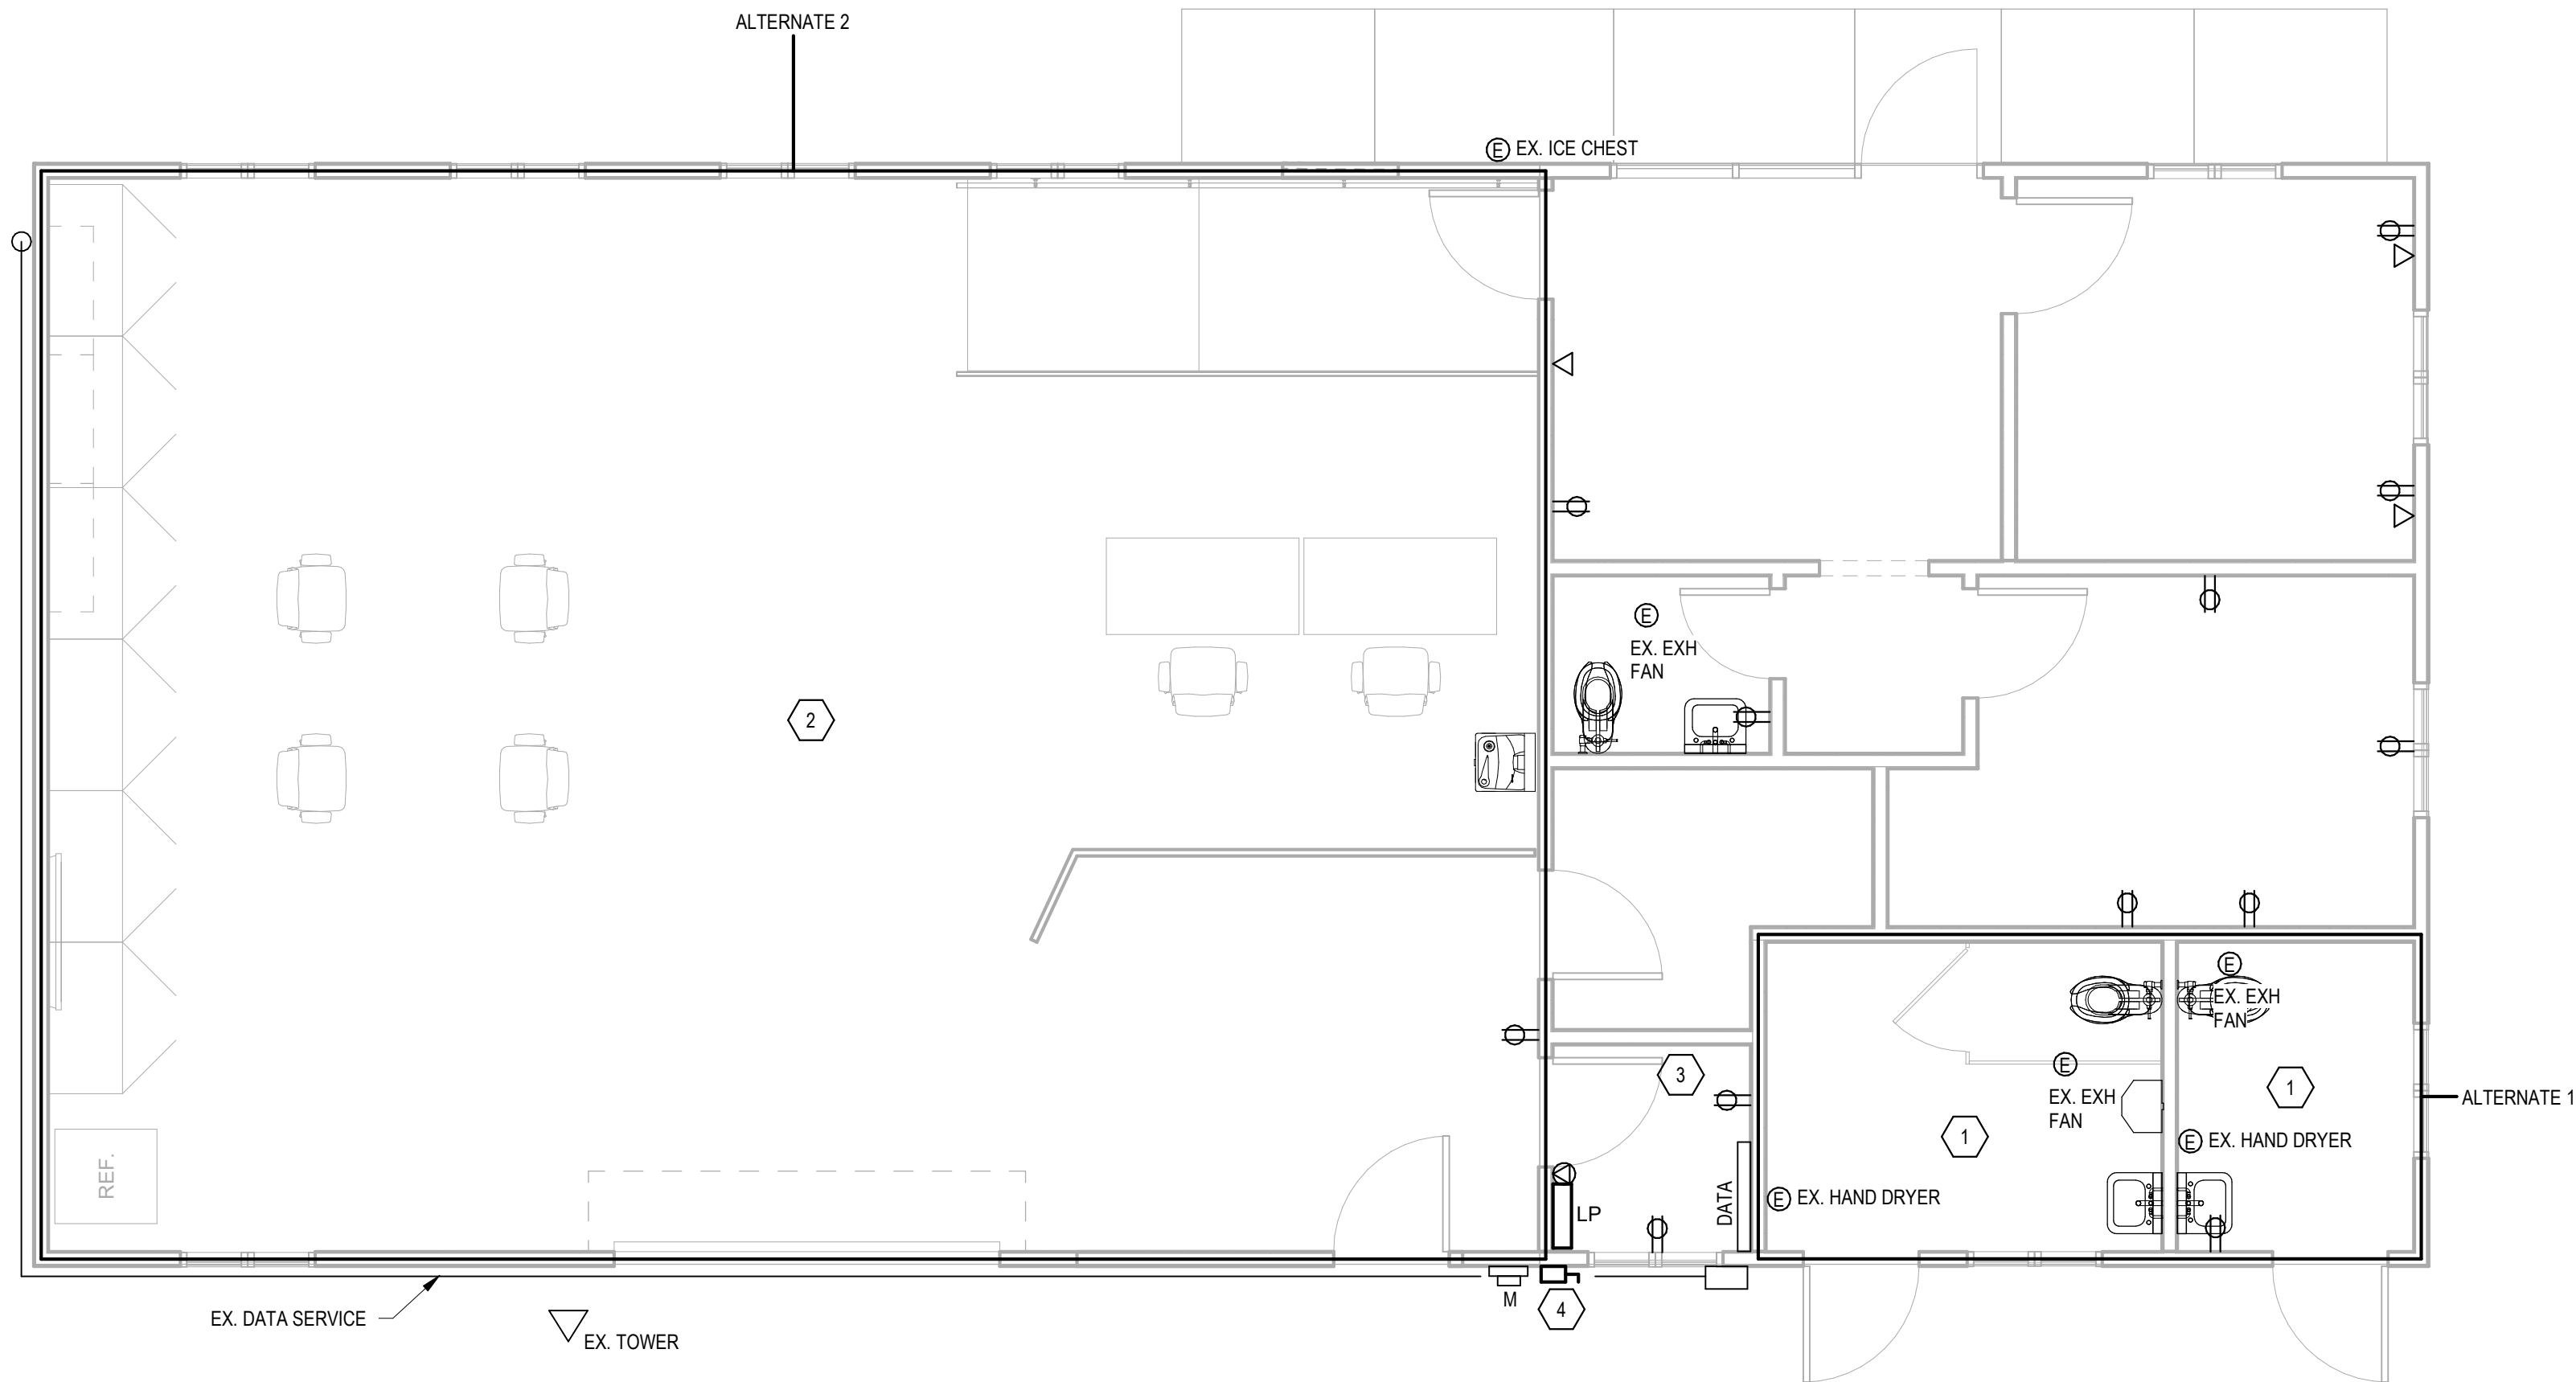 ALTERNATE 2
E EX. ICE CHEST
E
EX. EXH
FAN
2
E
EX. EXH
FAN
3
E
EX. EXH
FAN
1
ALTERNATE 1
1
E EX. HAND DRYER
REF.
LP
DATA
E EX. HAND DRYER
M
4
EX. DATA SERVICE
EX. TOWER